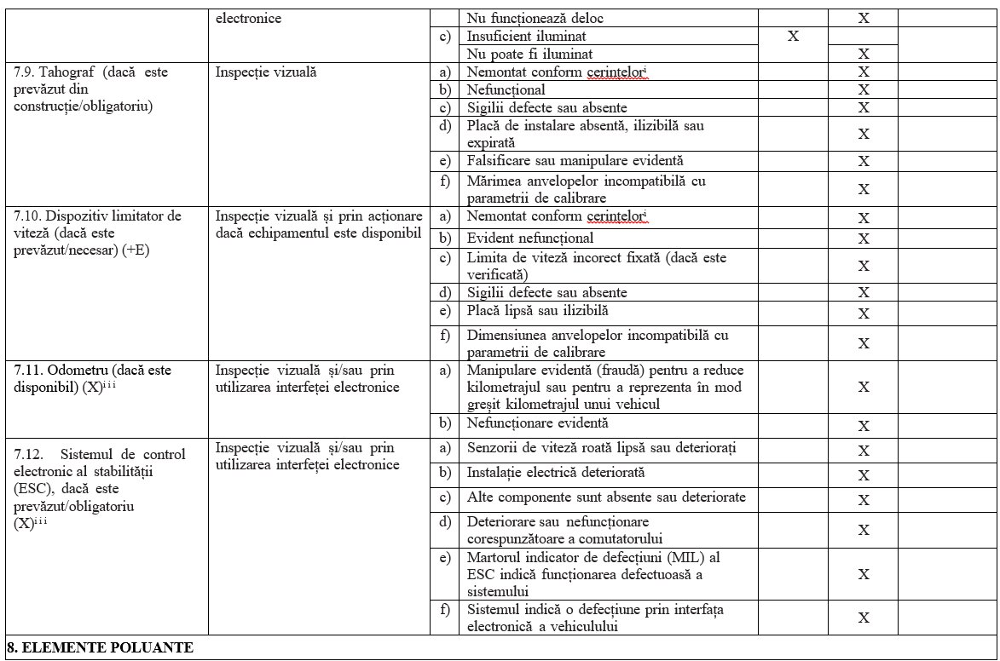 electronice
Nu funcționează deloc X
c) Insuficient iluminat X
Nu poate fi iluminat X
7.9. Tahograf (dacă este
prevăzut din
construcție/obligatoriu)
Inspecție vizuală
a) Nemontat conform cerințelorⁱ X
b) Nefuncțional X
c) Sigilii defecte sau absente X
d) Placă de instalare absentă, ilizibilă sau
expirată X
e) Falsificare sau manipulare evidentă X
f) Mărimea anvelopelor incompatibilă cu
parametrii de calibrare X
7.10. Dispozitiv limitator de
viteză (dacă este
prevăzut/necesar) (+E)
Inspecție vizuală și prin acționare
dacă echipamentul este disponibil
a) Nemontat conform cerințelorⁱ X
b) Evident nefuncțional X
c) Limita de viteză incorect fixată (dacă este
verificată) X
d) Sigilii defecte sau absente X
e) Placă lipsă sau ilizibilă X
f) Dimensiunea anvelopelor incompatibilă cu
parametrii de calibrare X
7.11. Odometru (dacă este
disponibil) (X)ⁱⁱⁱ
Inspecție vizuală și/sau prin
utilizarea interfeței electronice
a) Manipulare evidentă (fraudă) pentru a reduce
kilometrajul sau pentru a reprezenta în mod
greșit kilometrajul unui vehicul X
b) Nefuncționare evidentă X
7.12. Sistemul de control
electronic al stabilității
(ESC), dacă este
prevăzut/obligatoriu
(X)ⁱⁱⁱ
Inspecție vizuală și/sau prin
utilizarea interfeței electronice
a) Senzorii de viteză roată lipsă sau deteriorați X
b) Instalație electrică deteriorată X
c) Alte componente sunt absente sau deteriorate X
d) Deteriorare sau nefuncționare
corespunzătoare a comutatorului X
e) Martorul indicator de defecțiuni (MIL) al
ESC indică funcționarea defectuoasă a
sistemului X
f) Sistemul indică o defecțiune prin interfața
electronică a vehiculului X
8. ELEMENTE POLUANTE